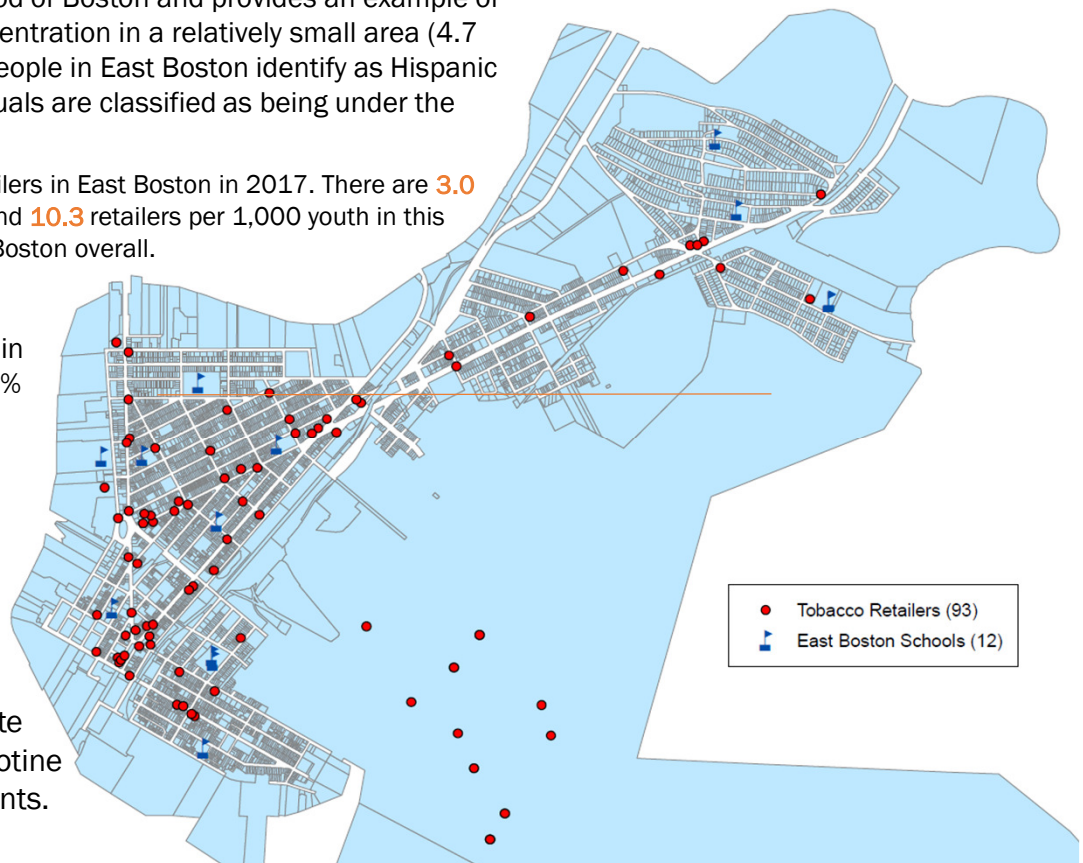 od of Boston and provides an example of
entration in a relatively small area (4.7
eople in East Boston identify as Hispanic
uals are classified as being under the
ilers in East Boston in 2017. There are 3.0
nd 10.3 retailers per 1,000 youth in this
Boston overall.
in
%
te
otine
nts.
Tobacco Retailers (93)
East Boston Schools (12)